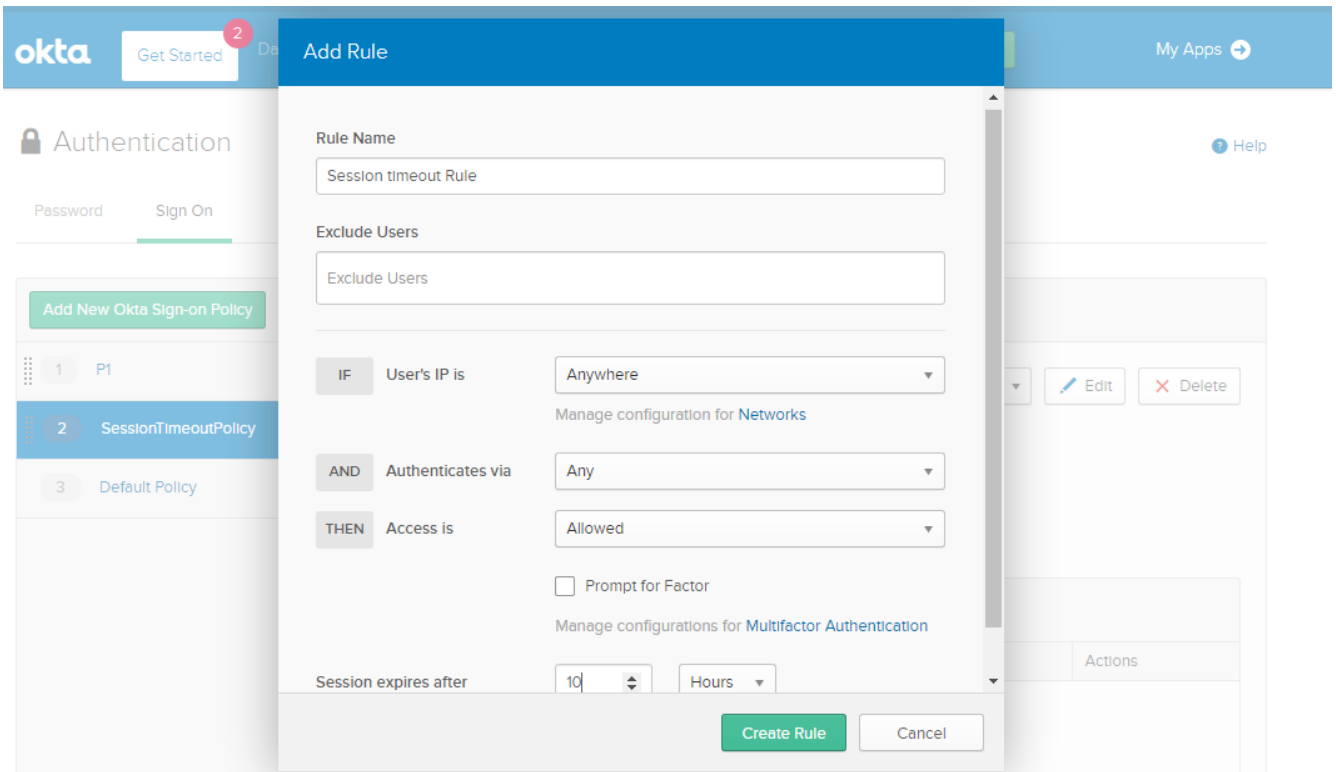 okta
Get Started
2
Da
My Apps
Add Rule
Authentication
Help
Password
Sign On
Rule Name
Session timeout Rule
Exclude Users
Exclude Users
Add New Okta Sign-on Policy
1 P1
2 SessionTimeoutPolicy
3 Default Policy
IF User's IP is Anywhere
Manage configuration for Networks
Edit
Delete
AND Authenticates via Any
THEN Access is Allowed
Prompt for Factor
Manage configurations for Multifactor Authentication
Actions
Session expires after 10 Hours
Create Rule
Cancel